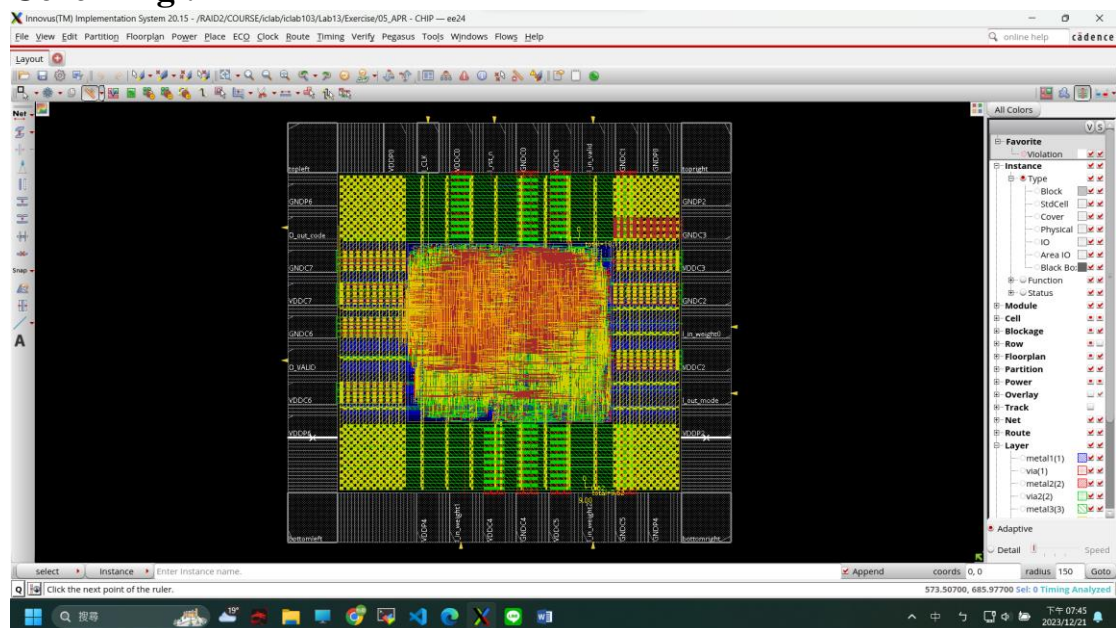 Innovus(TM) Implementation System 20.15 - /RAID2/COURSE/iclab/iclab103/Lab13/Exercise/05_APR - CHIP — ee24
File View Edit Partition Floorplan Power Place ECO Clock Route Timing Verify Pegasus Tools Windows Flows Help
online help cādence
Layout
All Colors
Net
V S
Favorite
Violation
Instance
Type
Block
StdCell
Cover
Physical
IO
Area IO
Black Bo
Function
Status
Module
Cell
Blockage
Row
Floorplan
Partition
Power
Overlay
Track
Net
Route
Layer
metal1(1)
via(1)
metal2(2)
via2(2)
metal3(3)
Adaptive
Detail Speed
Snap
A
topleft VDDP0 I_CLK VDDC0 I_rst_n GNDC0 VDDC1 I_in_valid GNDC1 GNDP0 topright
GNDP6 GNDP2
O_out_code GNDC3
GNDC7 VDDC3
VDDC7 GNDC2
GNDC6 I_in_weight0
O_VALID VDDC2
VDDC6 I_out_mode
VDDP6 VDDP2
9.00
bottomleft VDDP4 I_in_weight1 VDDC4 GNDC4 VDDC5 I_in_weight2 GNDC5 GNDP4 bottomright
select Instance Enter Instance name. Append coords 0, 0 radius 150 Goto
Q Click the next point of the ruler. 573.50700, 685.97700 Sel: 0 Timing Analyzed
搜尋 19° 中 下午 07:45
2023/12/21